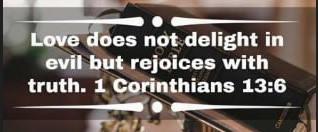 Love does not delight in
evil but rejoices with
truth. 1 Corinthians 13:6